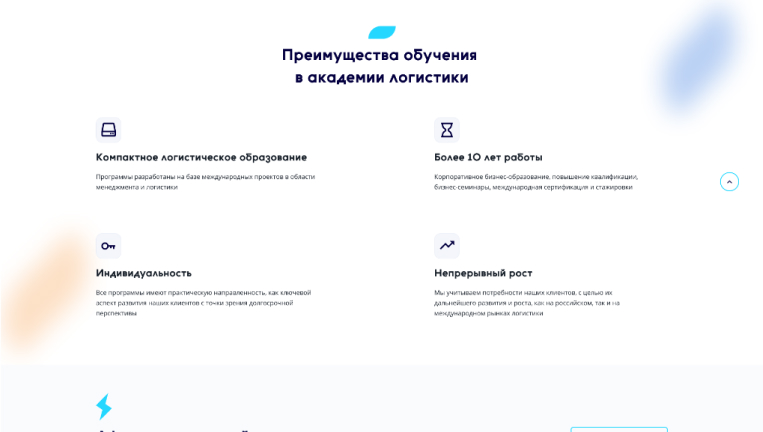 Преимущества обучения
в академии логистики
Компактное логистическое образование
Программы разработаны на базе международных проектов в области
менеджмента и логистики
Более 10 лет работы
Корпоративное бизнес-образование, повышение квалификации,
бизнес-семинары, международная сертификация и стажировки
Индивидуальность
Все программы имеют практическую направленность, как ключевой
аспект развития наших клиентов с точки зрения долгосрочной
перспективы
Непрерывный рост
Мы учитываем потребности наших клиентов, с целью их
дальнейшего развития и роста, как на российском, так и на
международном рынках логистики